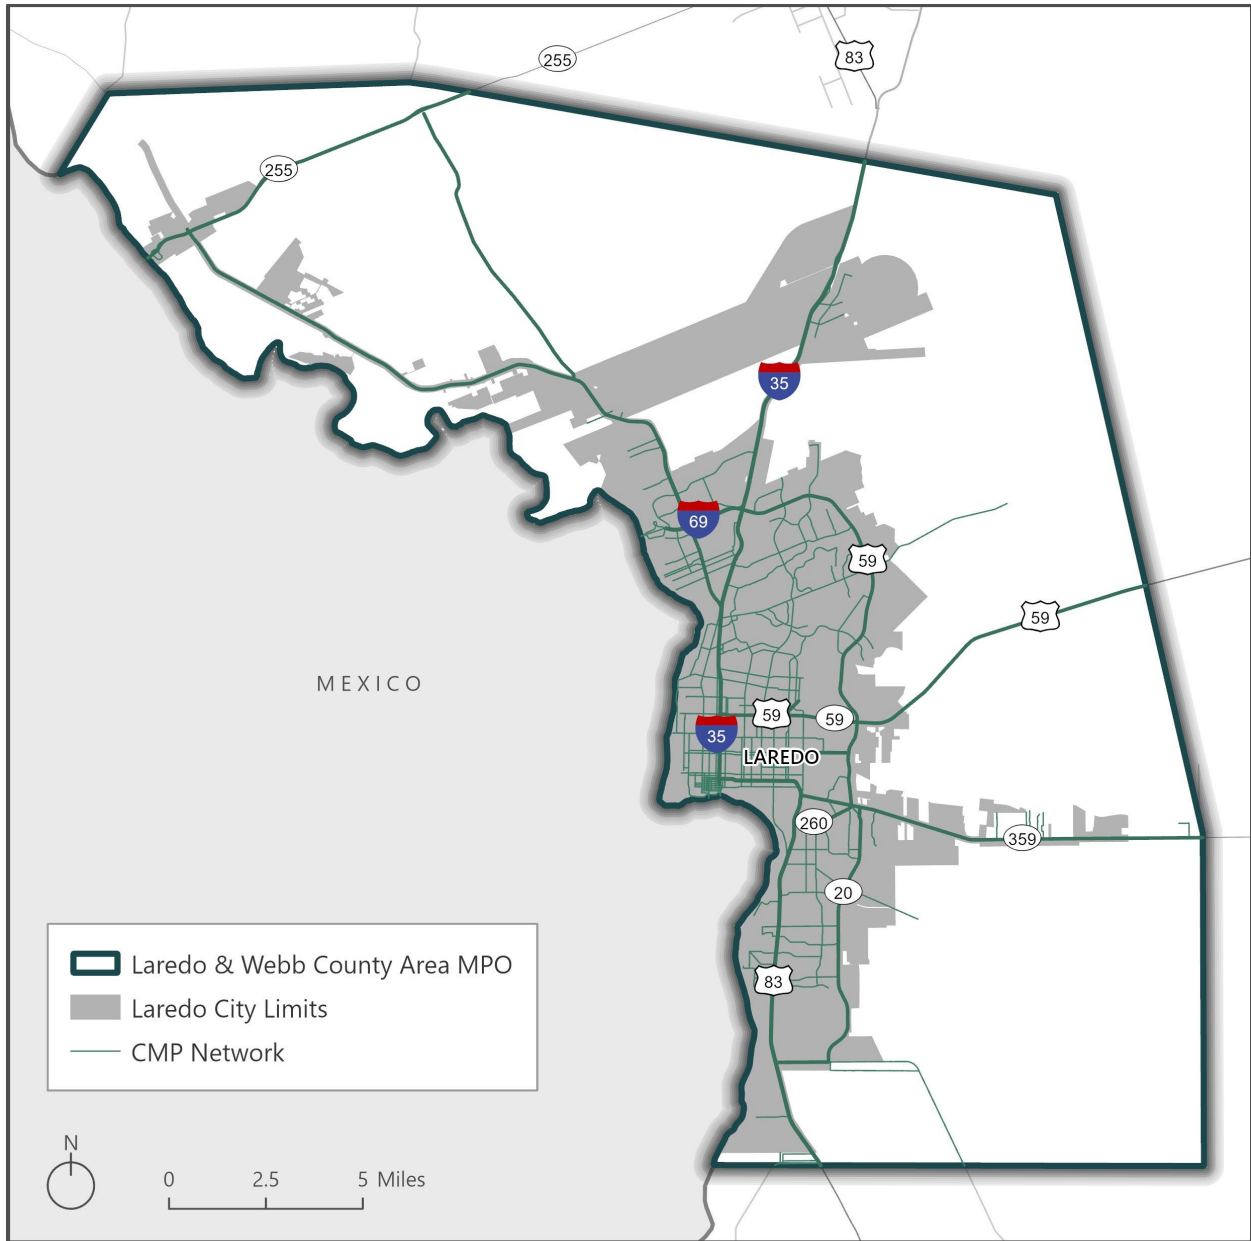 83
255
255
35
69
59
59
MEXICO
59
59
35
LAREDO
260
359
20
83
Laredo & Webb County Area MPO
Laredo City Limits
CMP Network
N
0 2.5 5 Miles